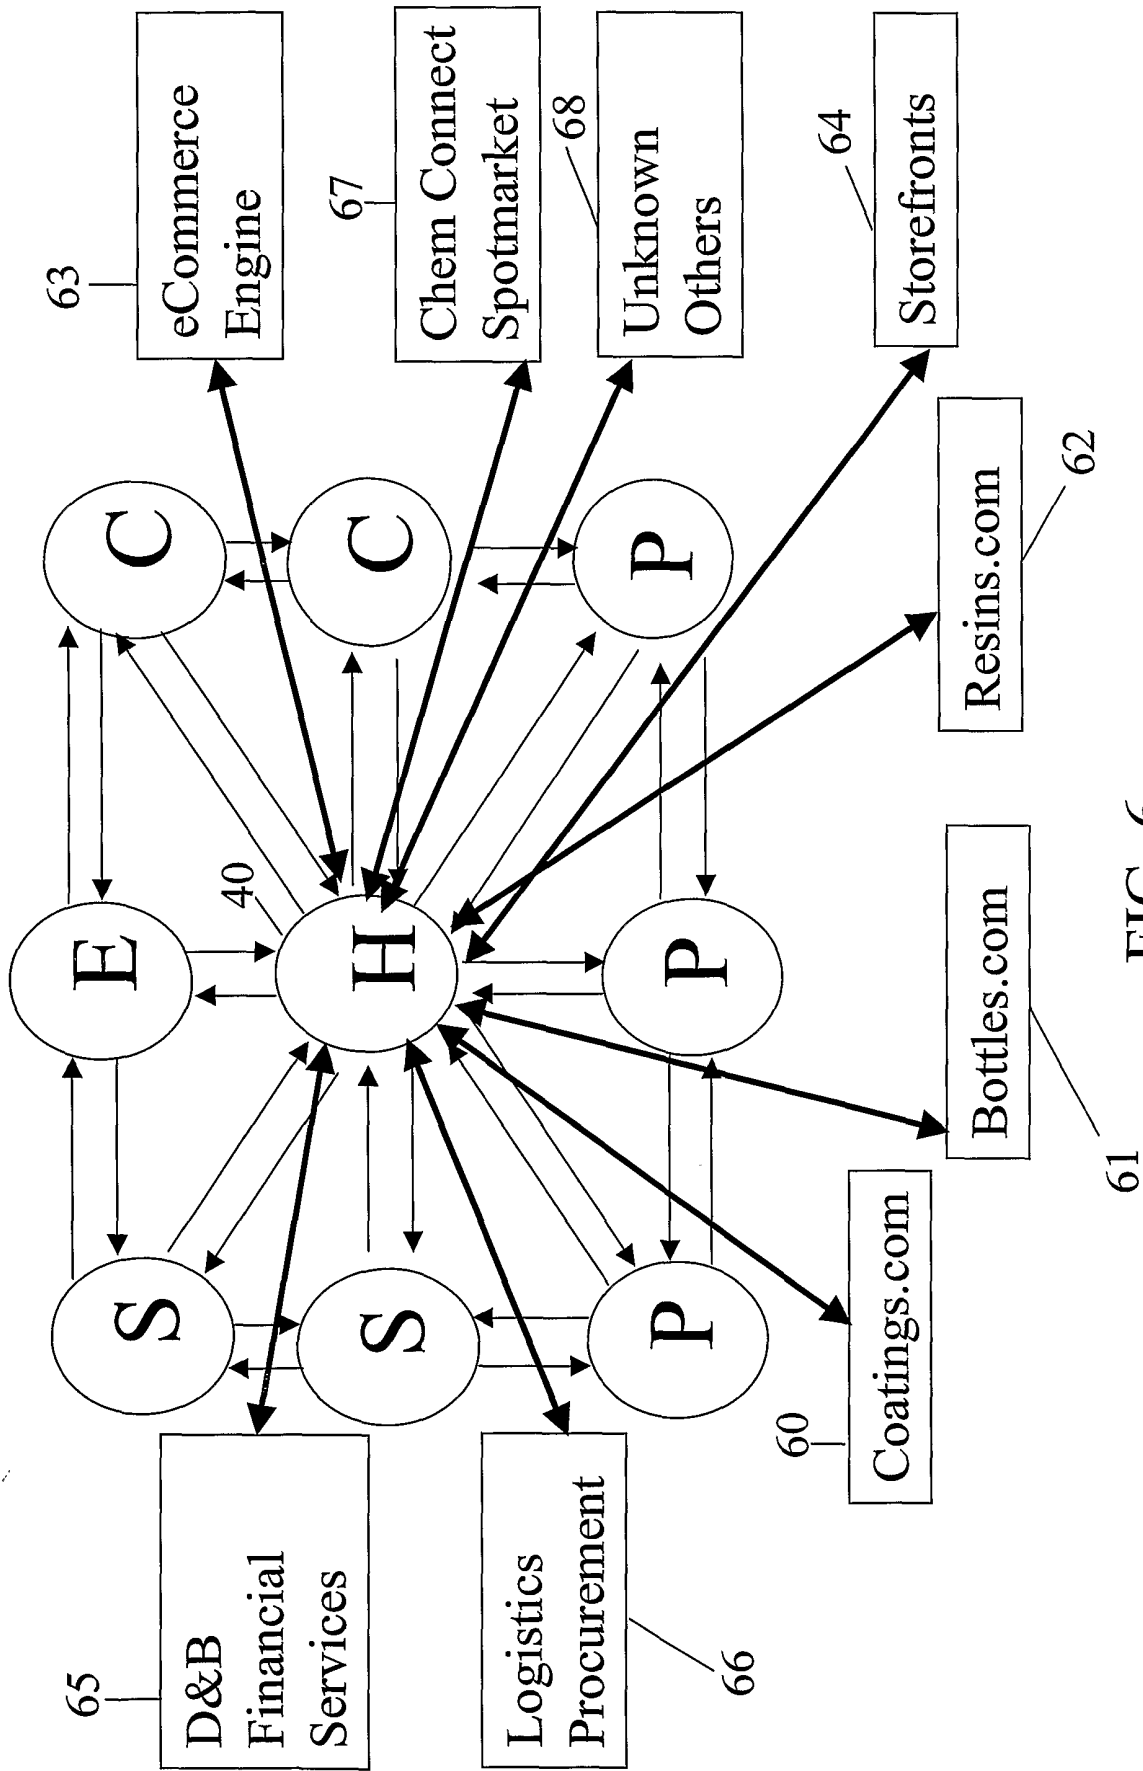 65
D&B
Financial
Services
63
eCommerce
Engine
S
E
C
40
67
Chem Connect
Spotmarket
S
H
C
68
Unknown
Others
Logistics
Procurement
66
P
P
P
64
Storefronts
60
Coatings.com
Bottles.com
61
Resins.com
62
FIG. 6